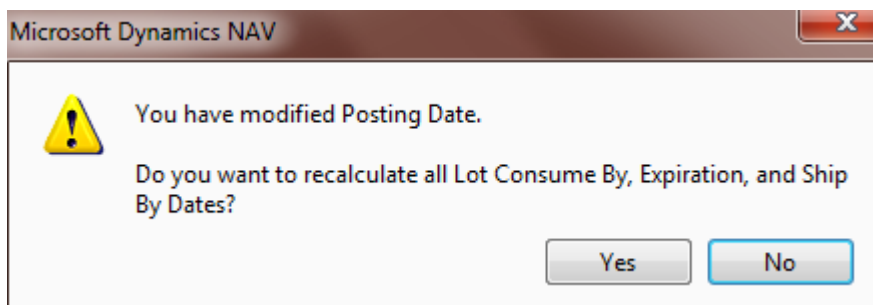 Microsoft Dynamics NAV
You have modified Posting Date.
Do you want to recalculate all Lot Consume By, Expiration, and Ship
By Dates?
Yes No